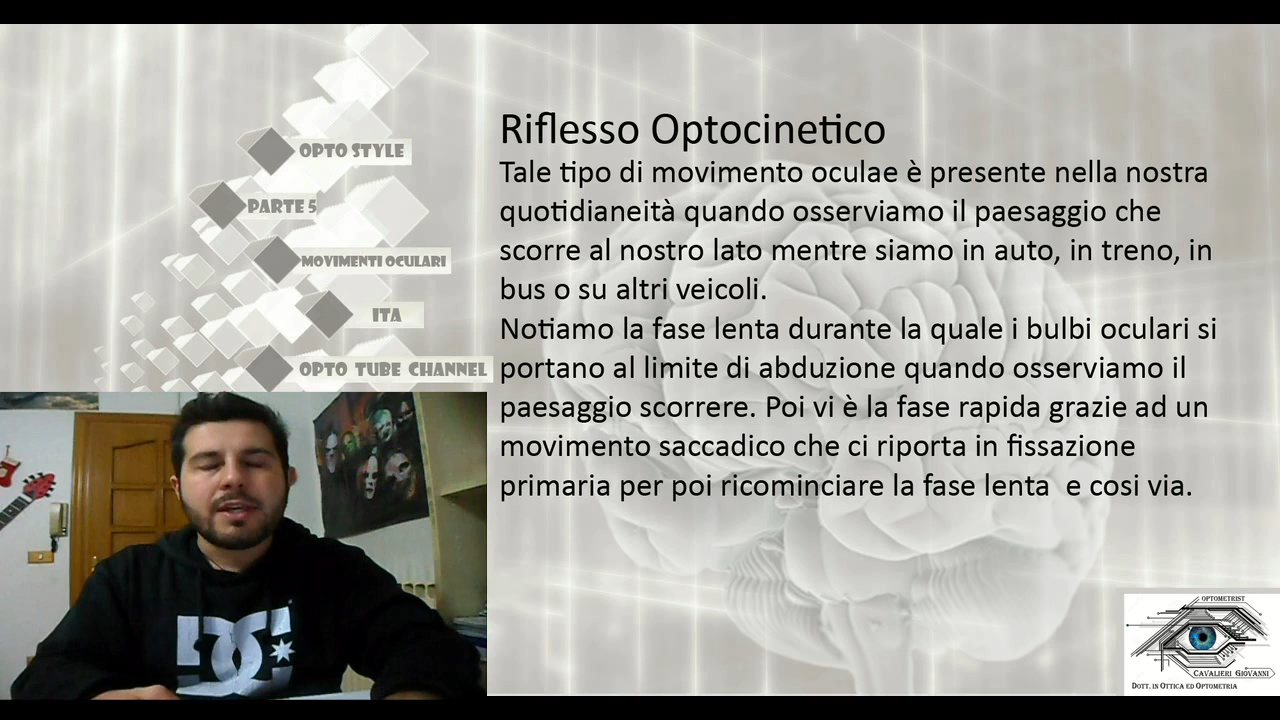 OPTO STYLE
PARTE 5
MOVIMENTI OCULARI
ITA
OPTO TUBE CHANNEL
Riflesso Optocinetico
Tale tipo di movimento oculae è presente nella nostra
quotidianeità quando osserviamo il paesaggio che
scorre al nostro lato mentre siamo in auto, in treno, in
bus o su altri veicoli.
Notiamo la fase lenta durante la quale i bulbi oculari si
portano al limite di abduzione quando osserviamo il
paesaggio scorrere. Poi vi è la fase rapida grazie ad un
movimento saccadico che ci riporta in fissazione
primaria per poi ricominciare la fase lenta  e cosi via.
DC
OPTOMETRIST
CAVALIERI GIOVANNI
DOTT. IN OTTICA ED OPTOMETRIA